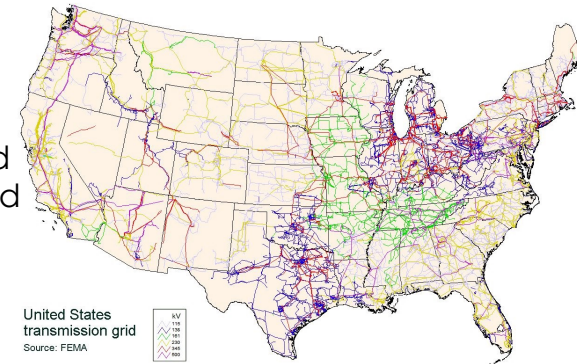 d
d
United States
transmission grid
Source: FEMA
kV
115
138
161
230
345
500